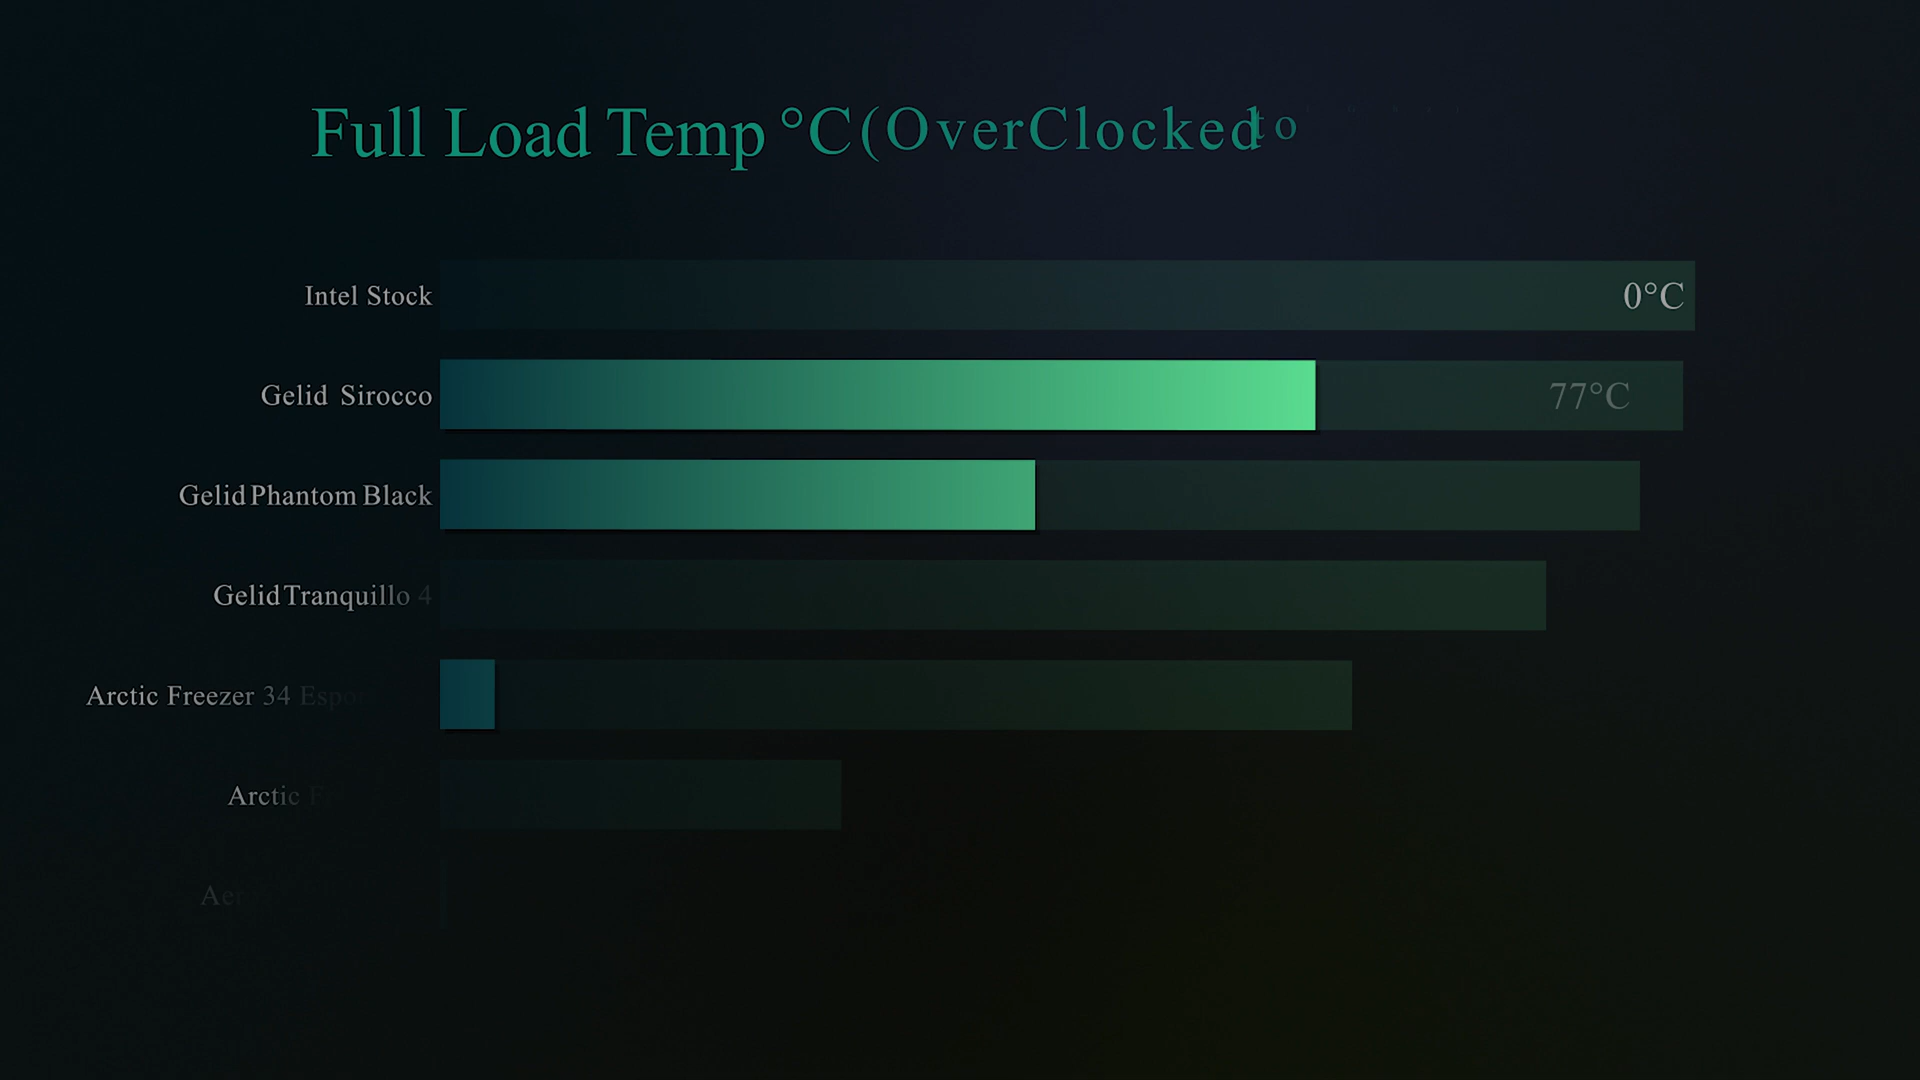 Full Load Temp °C(OverClocked to
Intel Stock
0°C
Gelid Sirocco
77°C
Gelid Phantom Black
Gelid Tranquillo 4
Arctic Freezer 34
Arctic